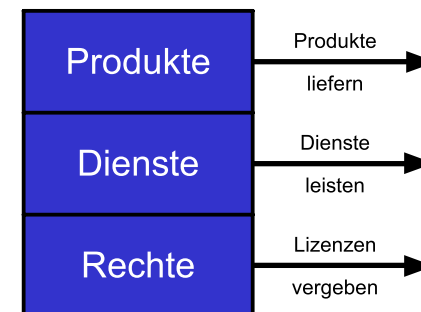 Produkte
Produkte
liefern
Dienste
Dienste
leisten
Rechte
Lizenzen
vergeben